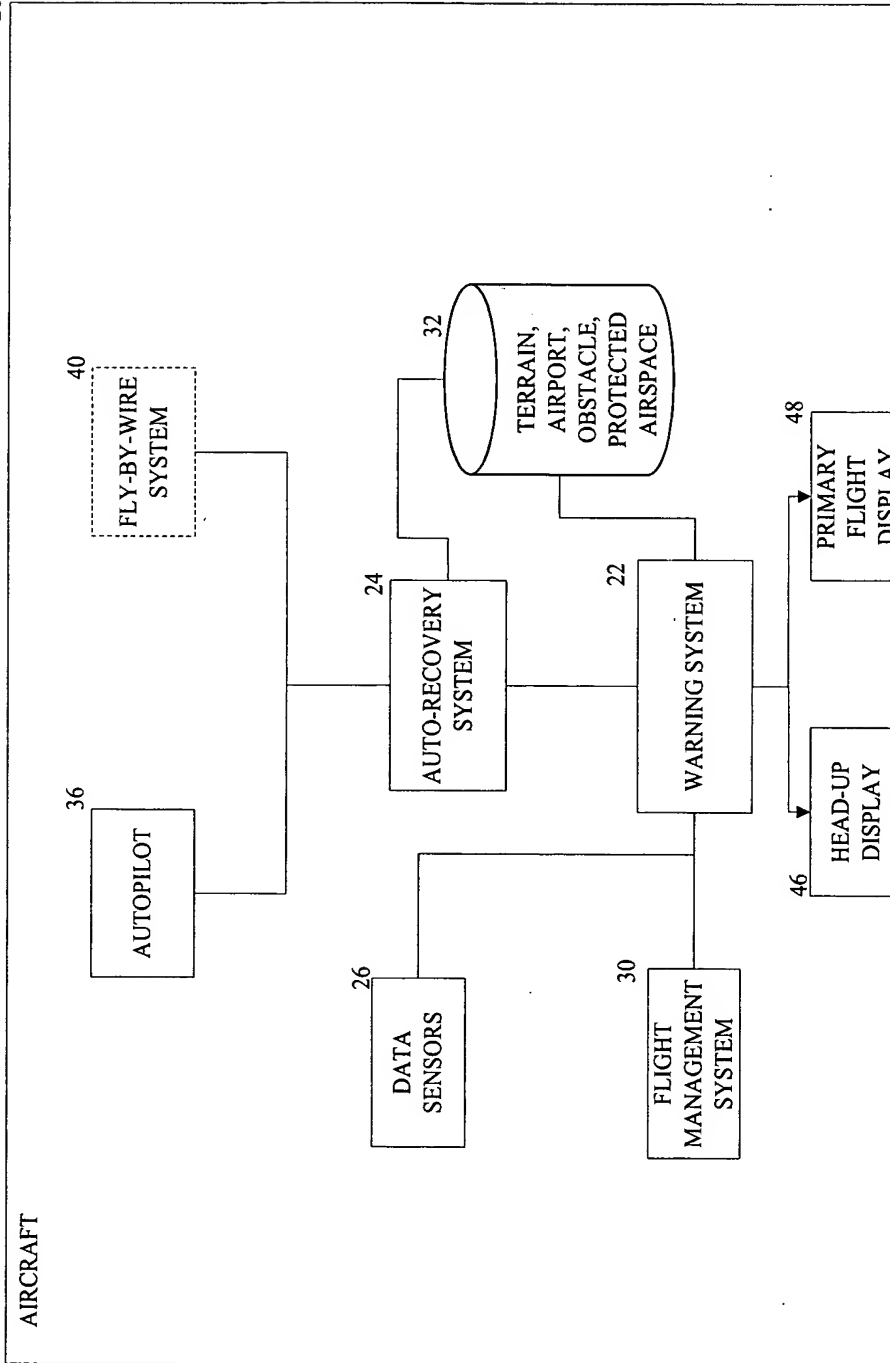 AIRCRAFT
36
AUTOPILOT
40
FLY-BY-WIRE
SYSTEM
24
AUTO-RECOVERY
SYSTEM
32
TERRAIN,
AIRPORT,
OBSTACLE,
PROTECTED
AIRSPACE
26
DATA
SENSORS
30
FLIGHT
MANAGEMENT
SYSTEM
22
WARNING SYSTEM
46
HEAD-UP
DISPLAY
48
PRIMARY
FLIGHT
DISPLAY